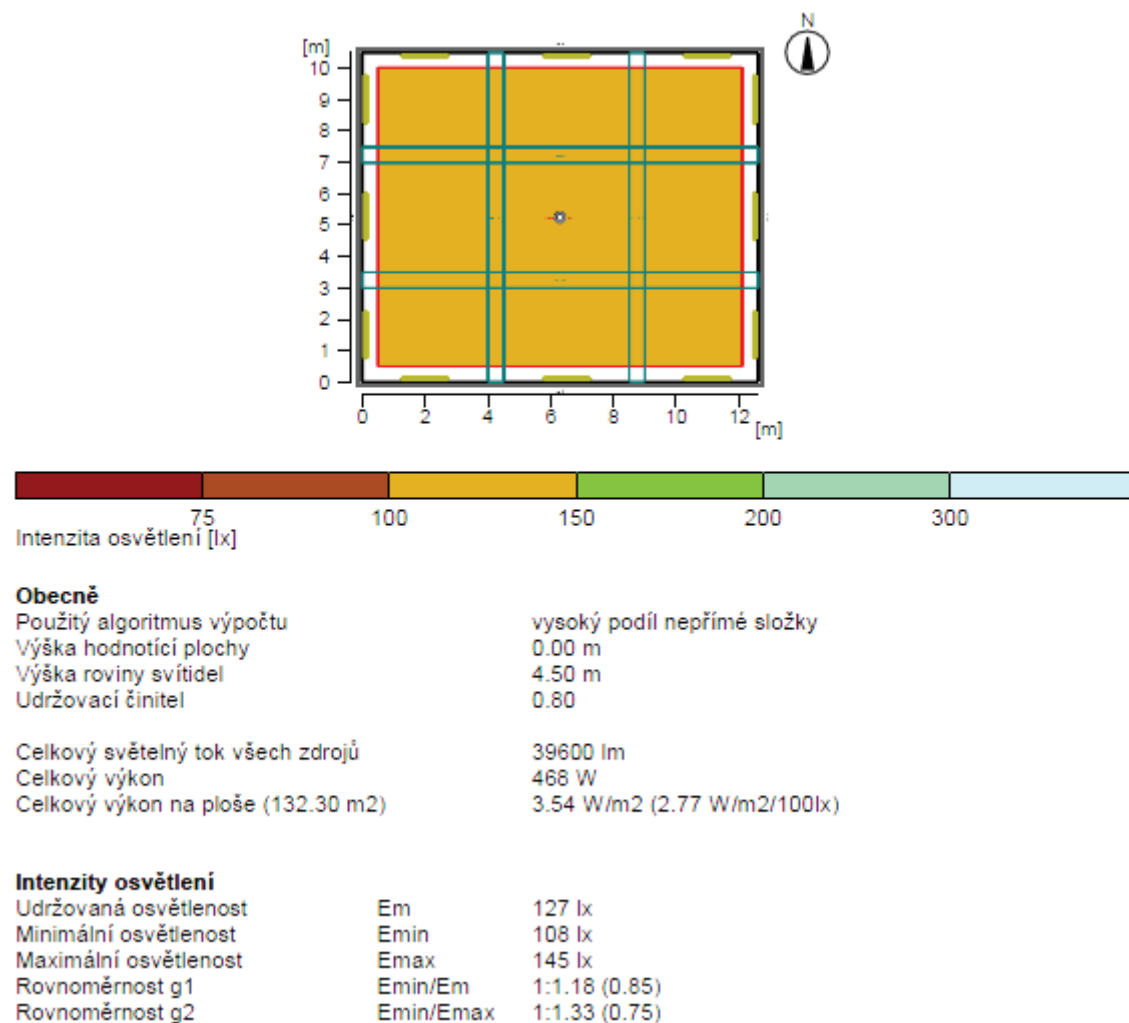 N
[m]
10
9
8
7
6
5
4
3
2
1
0
0 2 4 6 8 10 12 [m]
75 100 150 200 300
Intenzita osvětlení [lx]
Obecně
Použitý algoritmus výpočtu vysoký podíl nepřímé složky
Výška hodnotící plochy 0.00 m
Výška roviny svítidel 4.50 m
Udržovací činitel 0.80
Celkový světelný tok všech zdrojů 39600 lm
Celkový výkon 468 W
Celkový výkon na ploše (132.30 m2) 3.54 W/m2 (2.77 W/m2/100lx)
Intenzity osvětlení
Udržovaná osvětlenost Em 127 lx
Minimální osvětlenost Emin 108 lx
Maximální osvětlenost Emax 145 lx
Rovnoměrnost g1 Emin/Em 1:1.18 (0.85)
Rovnoměrnost g2 Emin/Emax 1:1.33 (0.75)